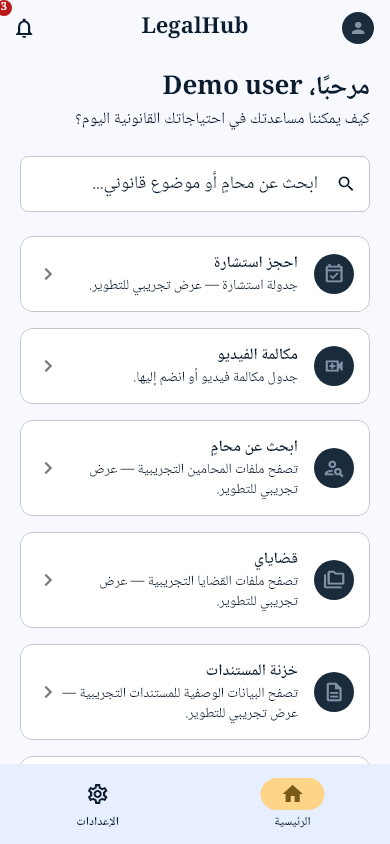 3
LegalHub
مرحبًا، Demo user
كيف يمكننا مساعدتك في احتياجاتك القانونية اليوم؟
ابحث عن محامٍ أو موضوع قانوني...
احجز استشارة
جدولة استشارة — عرض تجريبي للتطوير.
مكالمة الفيديو
جدول مكالمة فيديو أو انضم إليها.
ابحث عن محامٍ
تصفح ملفات المحامين التجريبية — عرض
تجريبي للتطوير.
قضاياي
تصفح ملفات القضايا التجريبية — عرض
تجريبي للتطوير.
خزنة المستندات
تصفح البيانات الوصفية للمستندات التجريبية —
عرض تجريبي للتطوير.
الرئيسية
الإعدادات